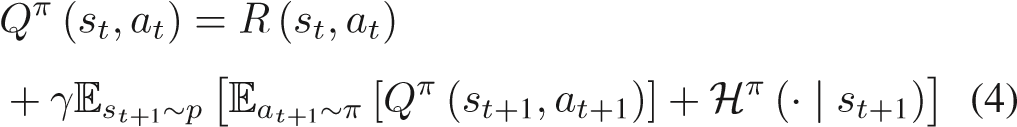 Q^π (s_t, a_t) = R (s_t, a_t)
+ γ𝔼_{s_{t+1}∼p} [𝔼_{a_{t+1}∼π} [Q^π (s_{t+1}, a_{t+1})] + ℋ^π (· | s_{t+1})] (4)